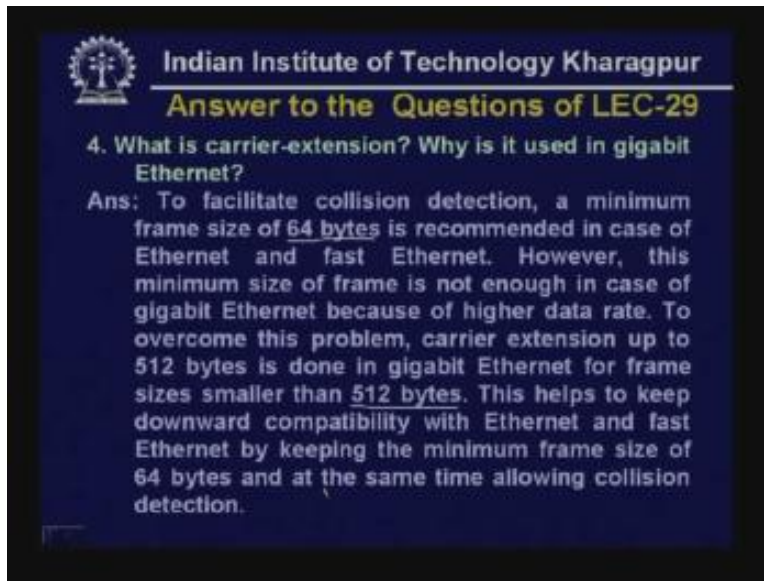 Indian Institute of Technology Kharagpur
Answer to the Questions of LEC-29
4. What is carrier-extension? Why is it used in gigabit
Ethernet?
Ans: To facilitate collision detection, a minimum
frame size of 64 bytes is recommended in case of
Ethernet and fast Ethernet. However, this
minimum size of frame is not enough in case of
gigabit Ethernet because of higher data rate. To
overcome this problem, carrier extension up to
512 bytes is done in gigabit Ethernet for frame
sizes smaller than 512 bytes. This helps to keep
downward compatibility with Ethernet and fast
Ethernet by keeping the minimum frame size of
64 bytes and at the same time allowing collision
detection.